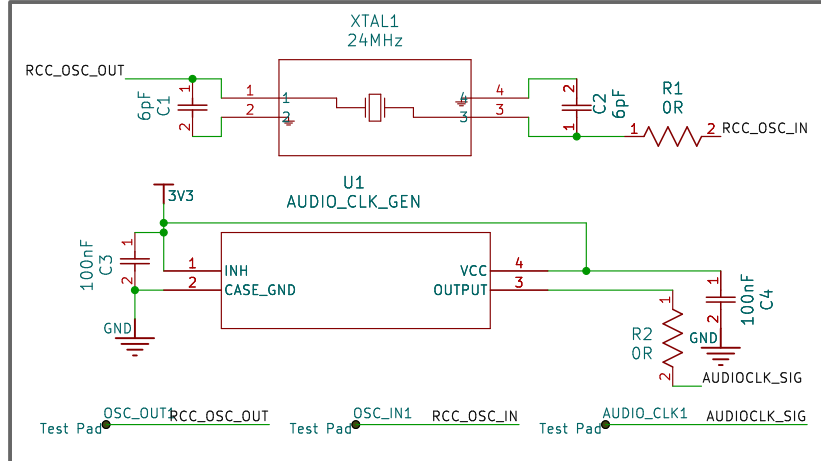 XTAL1
24MHz
RCC_OSC_OUT
1
2
6pF
C1
1
2
1
2
4
3
4
3
2
1
C2
6pF
R1
0R
1
2
RCC_OSC_IN
U1
AUDIO_CLK_GEN
3V3
1
2
100nF
C3
GND
1
2
INH
CASE_GND
VCC
OUTPUT
4
3
1
2
100nF
C4
GND
R2
0R
1
2
AUDIOCLK_SIG
OSC_OUT1
RCC_OSC_OUT
Test Pad
OSC_IN1
RCC_OSC_IN
Test Pad
AUDIO_CLK1
AUDIOCLK_SIG
Test Pad